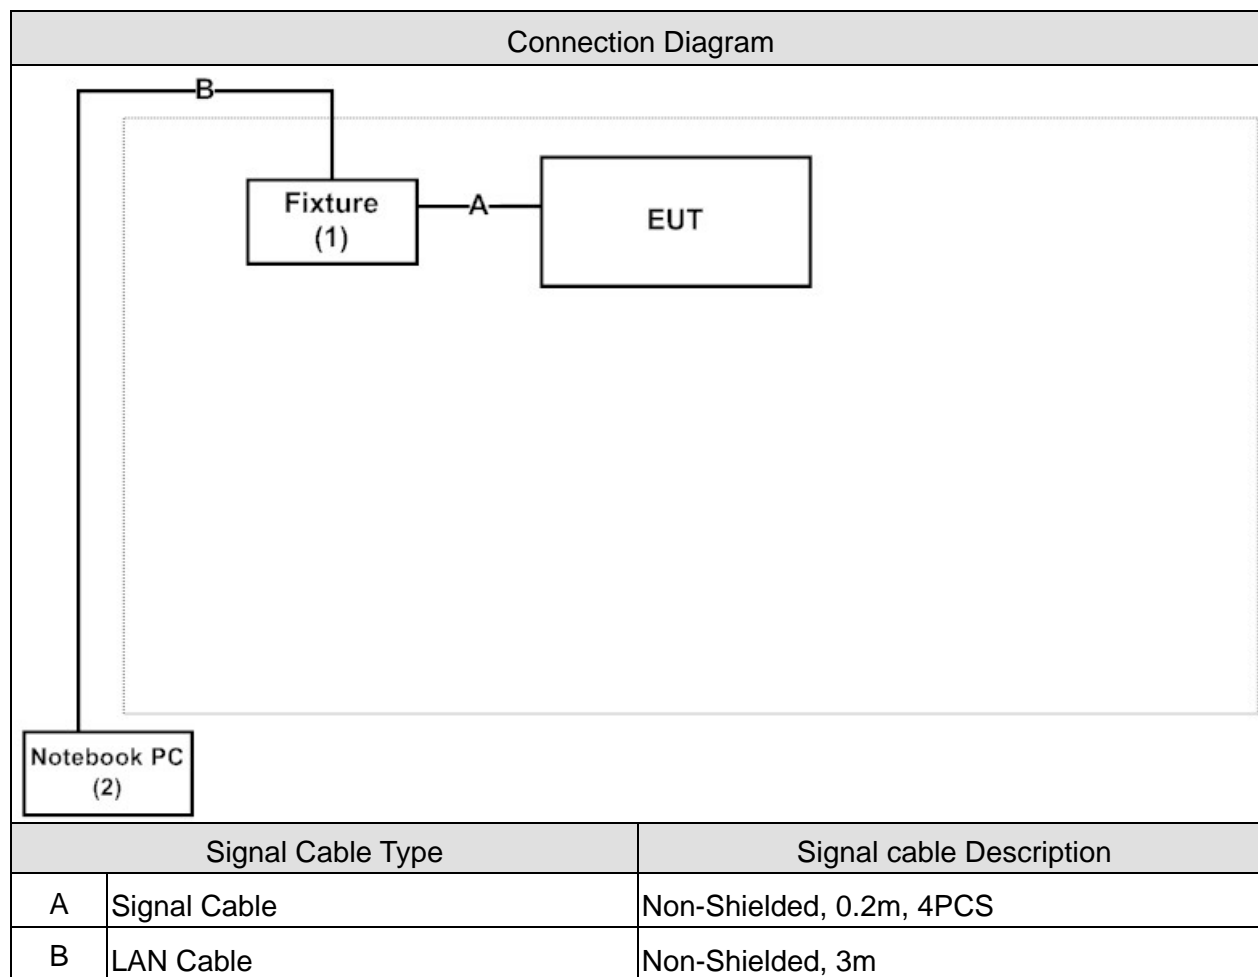 Connection Diagram
B
Fixture
(1)
A
EUT
Notebook PC
(2)
Signal Cable Type Signal cable Description
A Signal Cable Non-Shielded, 0.2m, 4PCS
B LAN Cable Non-Shielded, 3m